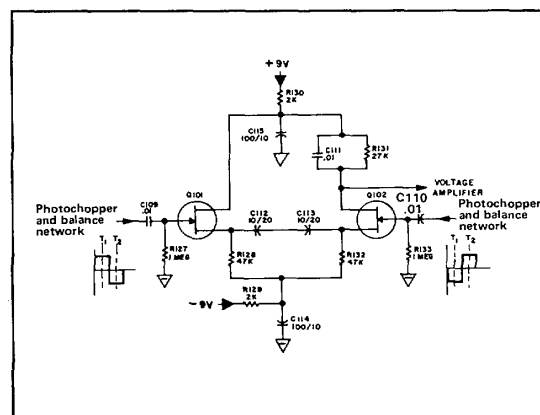 +9V
R130
2K
C115
100/10
C111
.01
R131
27K
VOLTAGE
AMPLIFIER
C109
.01
Q101
Q102
C110
.01
C112
10/20
C113
10/20
Photochopper
and balance
network
Photochopper
and balance
network
T1
T2
R127
1 MEG
R128
47K
R132
47K
R133
1 MEG
T1
T2
R129
2K
-9V
C114
100/10